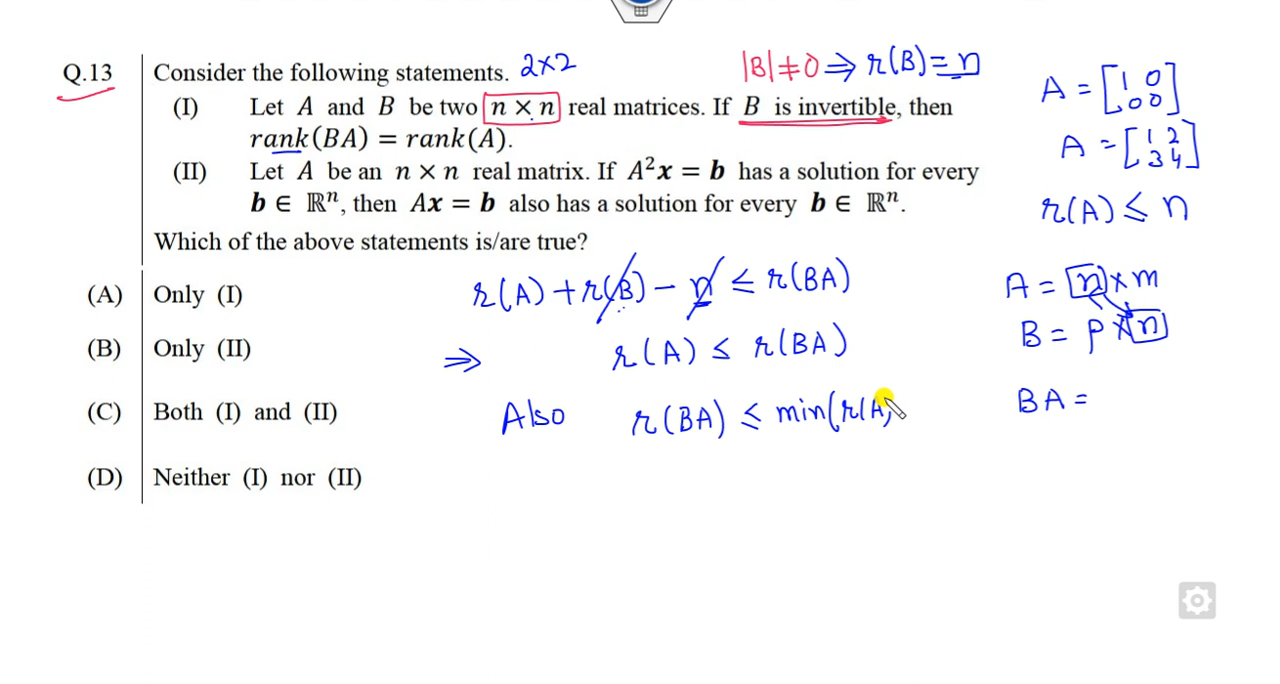 Q.13 Consider the following statements. 2×2 |B|≠0 ⇒ r(B)=n
(I) Let A and B be two n × n real matrices. If B is invertible, then
rank(BA) = rank(A).
(II) Let A be an n × n real matrix. If A²x = b has a solution for every
b ∈ ℝⁿ, then Ax = b also has a solution for every b ∈ ℝⁿ.
Which of the above statements is/are true?
(A) Only (I)
(B) Only (II)
(C) Both (I) and (II)
(D) Neither (I) nor (II)
r(A) + r(B) − n ≤ r(BA)
⇒ r(A) ≤ r(BA)
Also r(BA) ≤ min(r(A,
A = [1 0
0 0]
A = [1 2
3 4]
r(A) ≤ n
A = n × m
B = p × n
BA =